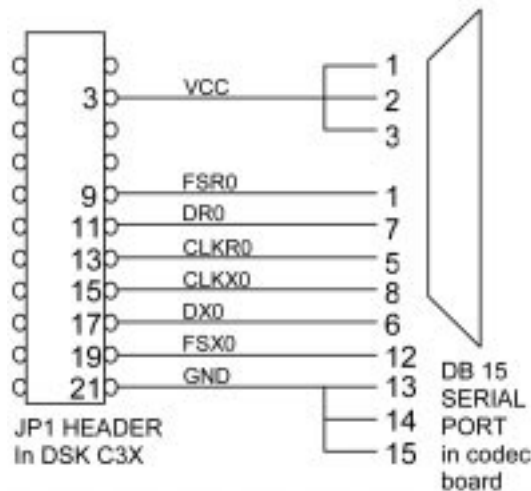 1
3 VCC 2
3
9 FSR0 1
11 DR0 7
13 CLKR0 5
15 CLKX0 8
17 DX0 6
19 FSX0 12
21 GND 13
14
15
JP1 HEADER
In DSK C3X
DB 15
SERIAL
PORT
in codec
board